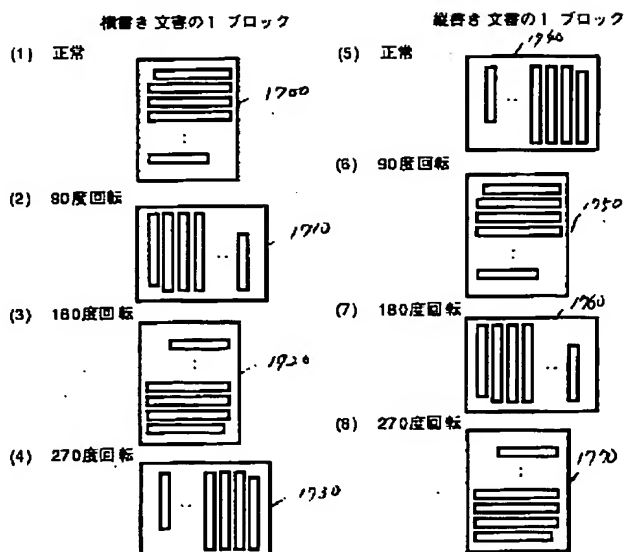 横書き 文書の1 ブロック
(1) 正常
1700
(2) 90度回転
1710
(3) 180度回転
1720
(4) 270度回転
1730
縦書き 文書の1 ブロック
(5) 正常
1740
(6) 90度回転
1750
(7) 180度回転
1760
(8) 270度回転
1770